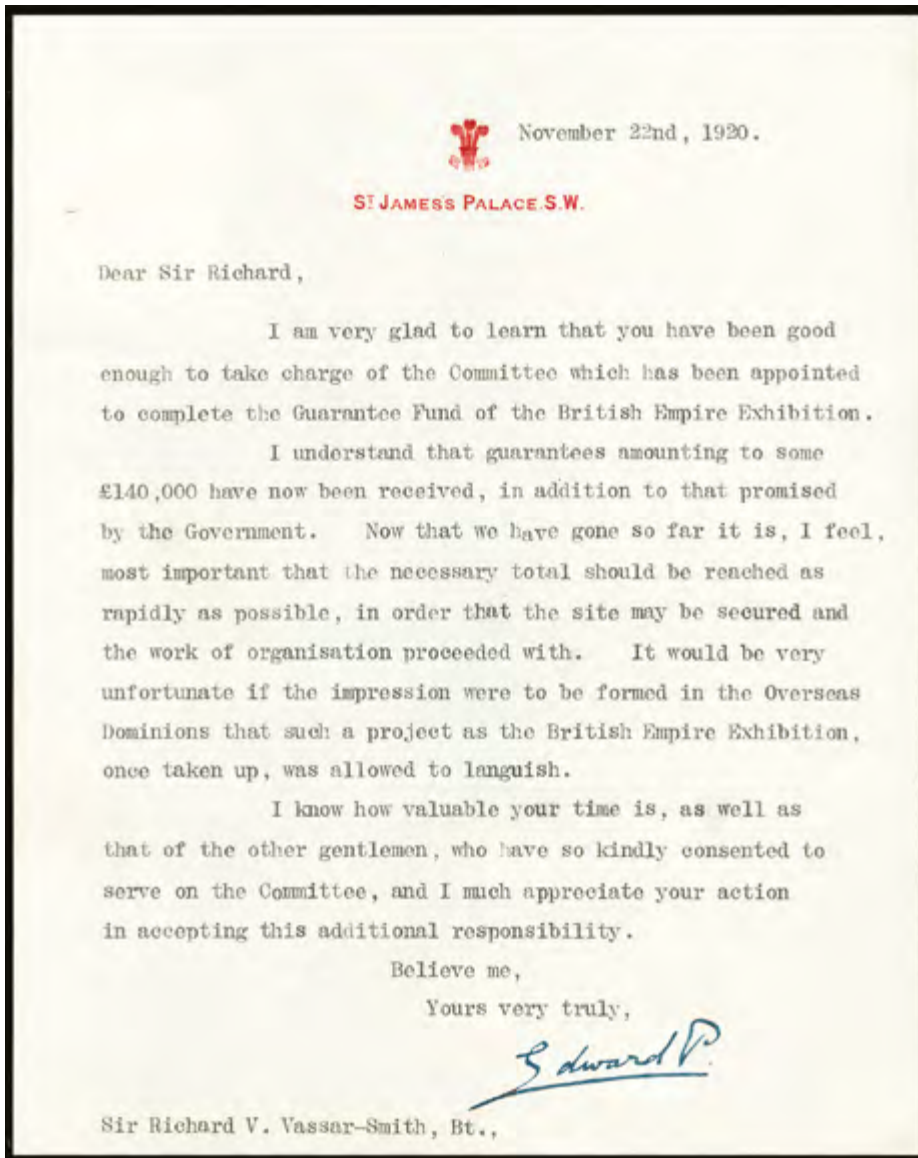 November 22nd, 1920.
ST JAMES'S PALACE.S.W.
Dear Sir Richard,
I am very glad to learn that you have been good
enough to take charge of the Committee which has been appointed
to complete the Guarantee Fund of the British Empire Exhibition.
I understand that guarantees amounting to some
£140,000 have now been received, in addition to that promised
by the Government. Now that we have gone so far it is, I feel,
most important that the necessary total should be reached as
rapidly as possible, in order that the site may be secured and
the work of organisation proceeded with. It would be very
unfortunate if the impression were to be formed in the Overseas
Dominions that such a project as the British Empire Exhibition,
once taken up, was allowed to languish.
I know how valuable your time is, as well as
that of the other gentlemen, who have so kindly consented to
serve on the Committee, and I much appreciate your action
in accepting this additional responsibility.
Believe me,
Yours very truly,
Edward P.
Sir Richard V. Vassar-Smith, Bt.,